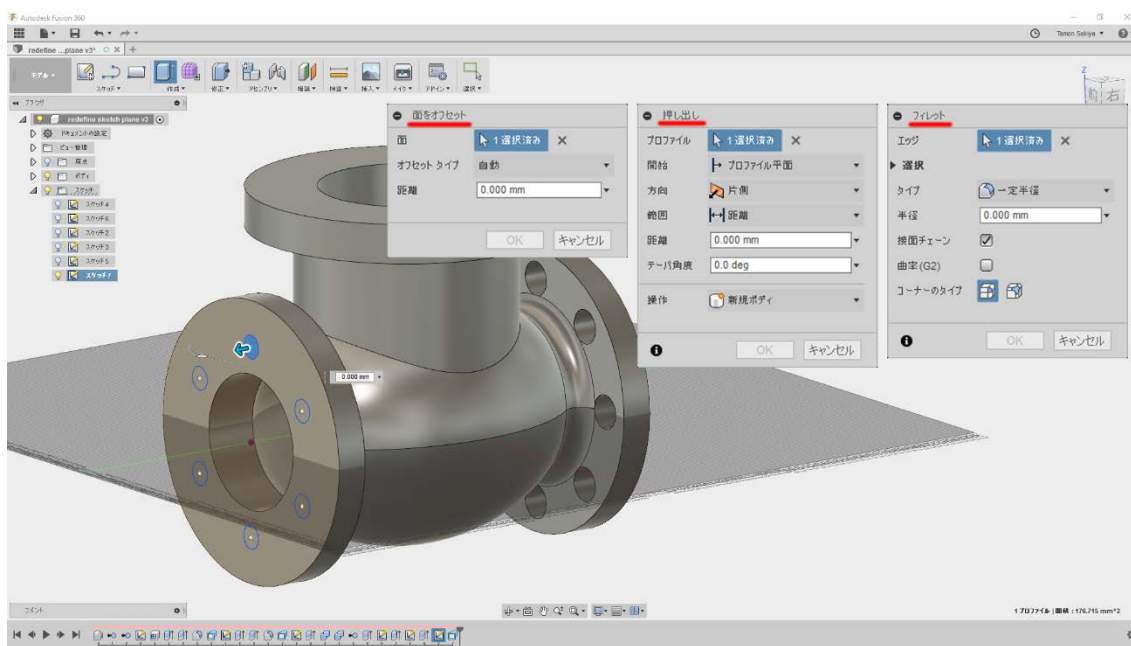 Autodesk Fusion 360
Tamon Sekiya
redefine ...plane v3*
モデル
スケッチ
作成
修正
アセンブリ
構築
検査
挿入
メイク
アドイン
選択
ブラウザ
redefine sketch plane v3
ドキュメントの設定
ビュー管理
原点
ボディ
スケッチ
スケッチ4
スケッチ6
スケッチ2
スケッチ3
スケッチ5
スケッチ7
Z
前
右
面をオフセット
面 1 選択済み
オフセット タイプ 自動
距離 0.000 mm
OK キャンセル
押し出し
プロファイル 1 選択済み
開始 プロファイル平面
方向 片側
範囲 距離
距離 0.000 mm
テーパ角度 0.0 deg
操作 新規ボディ
OK キャンセル
フィレット
エッジ 1 選択済み
選択
タイプ 一定半径
半径 0.000 mm
接面チェーン
曲率(G2)
コーナーのタイプ
OK キャンセル
0.000 mm
コメント
1 プロファイル | 面積 : 176.715 mm^2